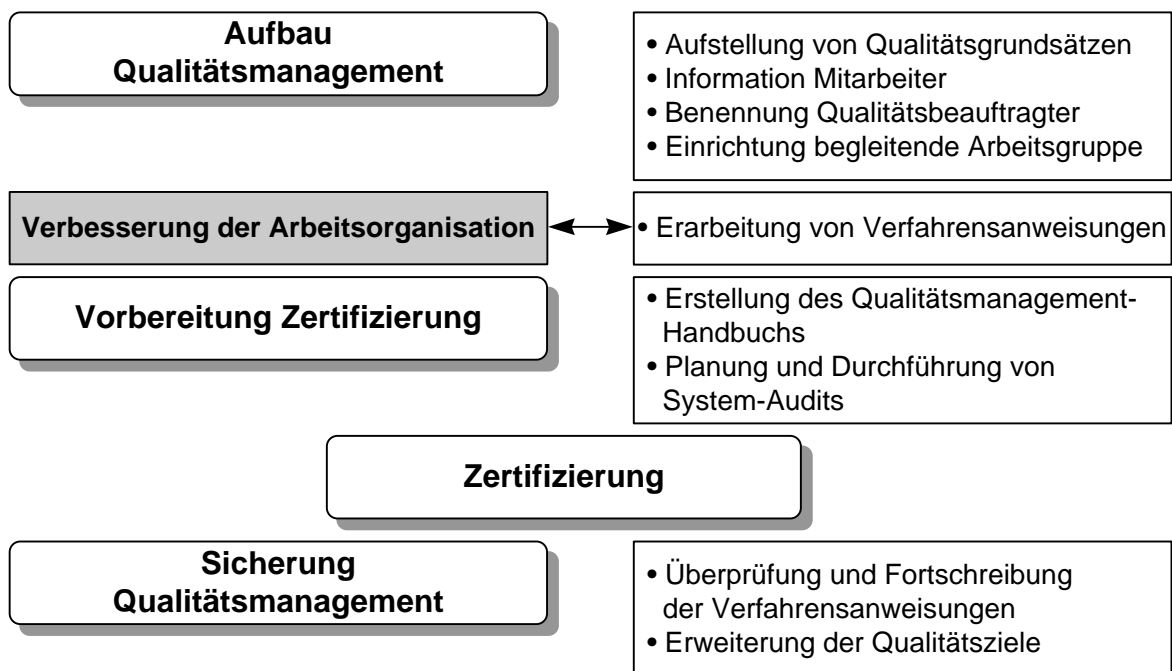 Aufbau
Qualitätsmanagement
• Aufstellung von Qualitätsgrundsätzen
• Information Mitarbeiter
• Benennung Qualitätsbeauftragter
• Einrichtung begleitende Arbeitsgruppe
Verbesserung der Arbeitsorganisation
• Erarbeitung von Verfahrensanweisungen
Vorbereitung Zertifizierung
• Erstellung des Qualitätsmanagement-
Handbuchs
• Planung und Durchführung von
System-Audits
Zertifizierung
Sicherung
Qualitätsmanagement
• Überprüfung und Fortschreibung
der Verfahrensanweisungen
• Erweiterung der Qualitätsziele